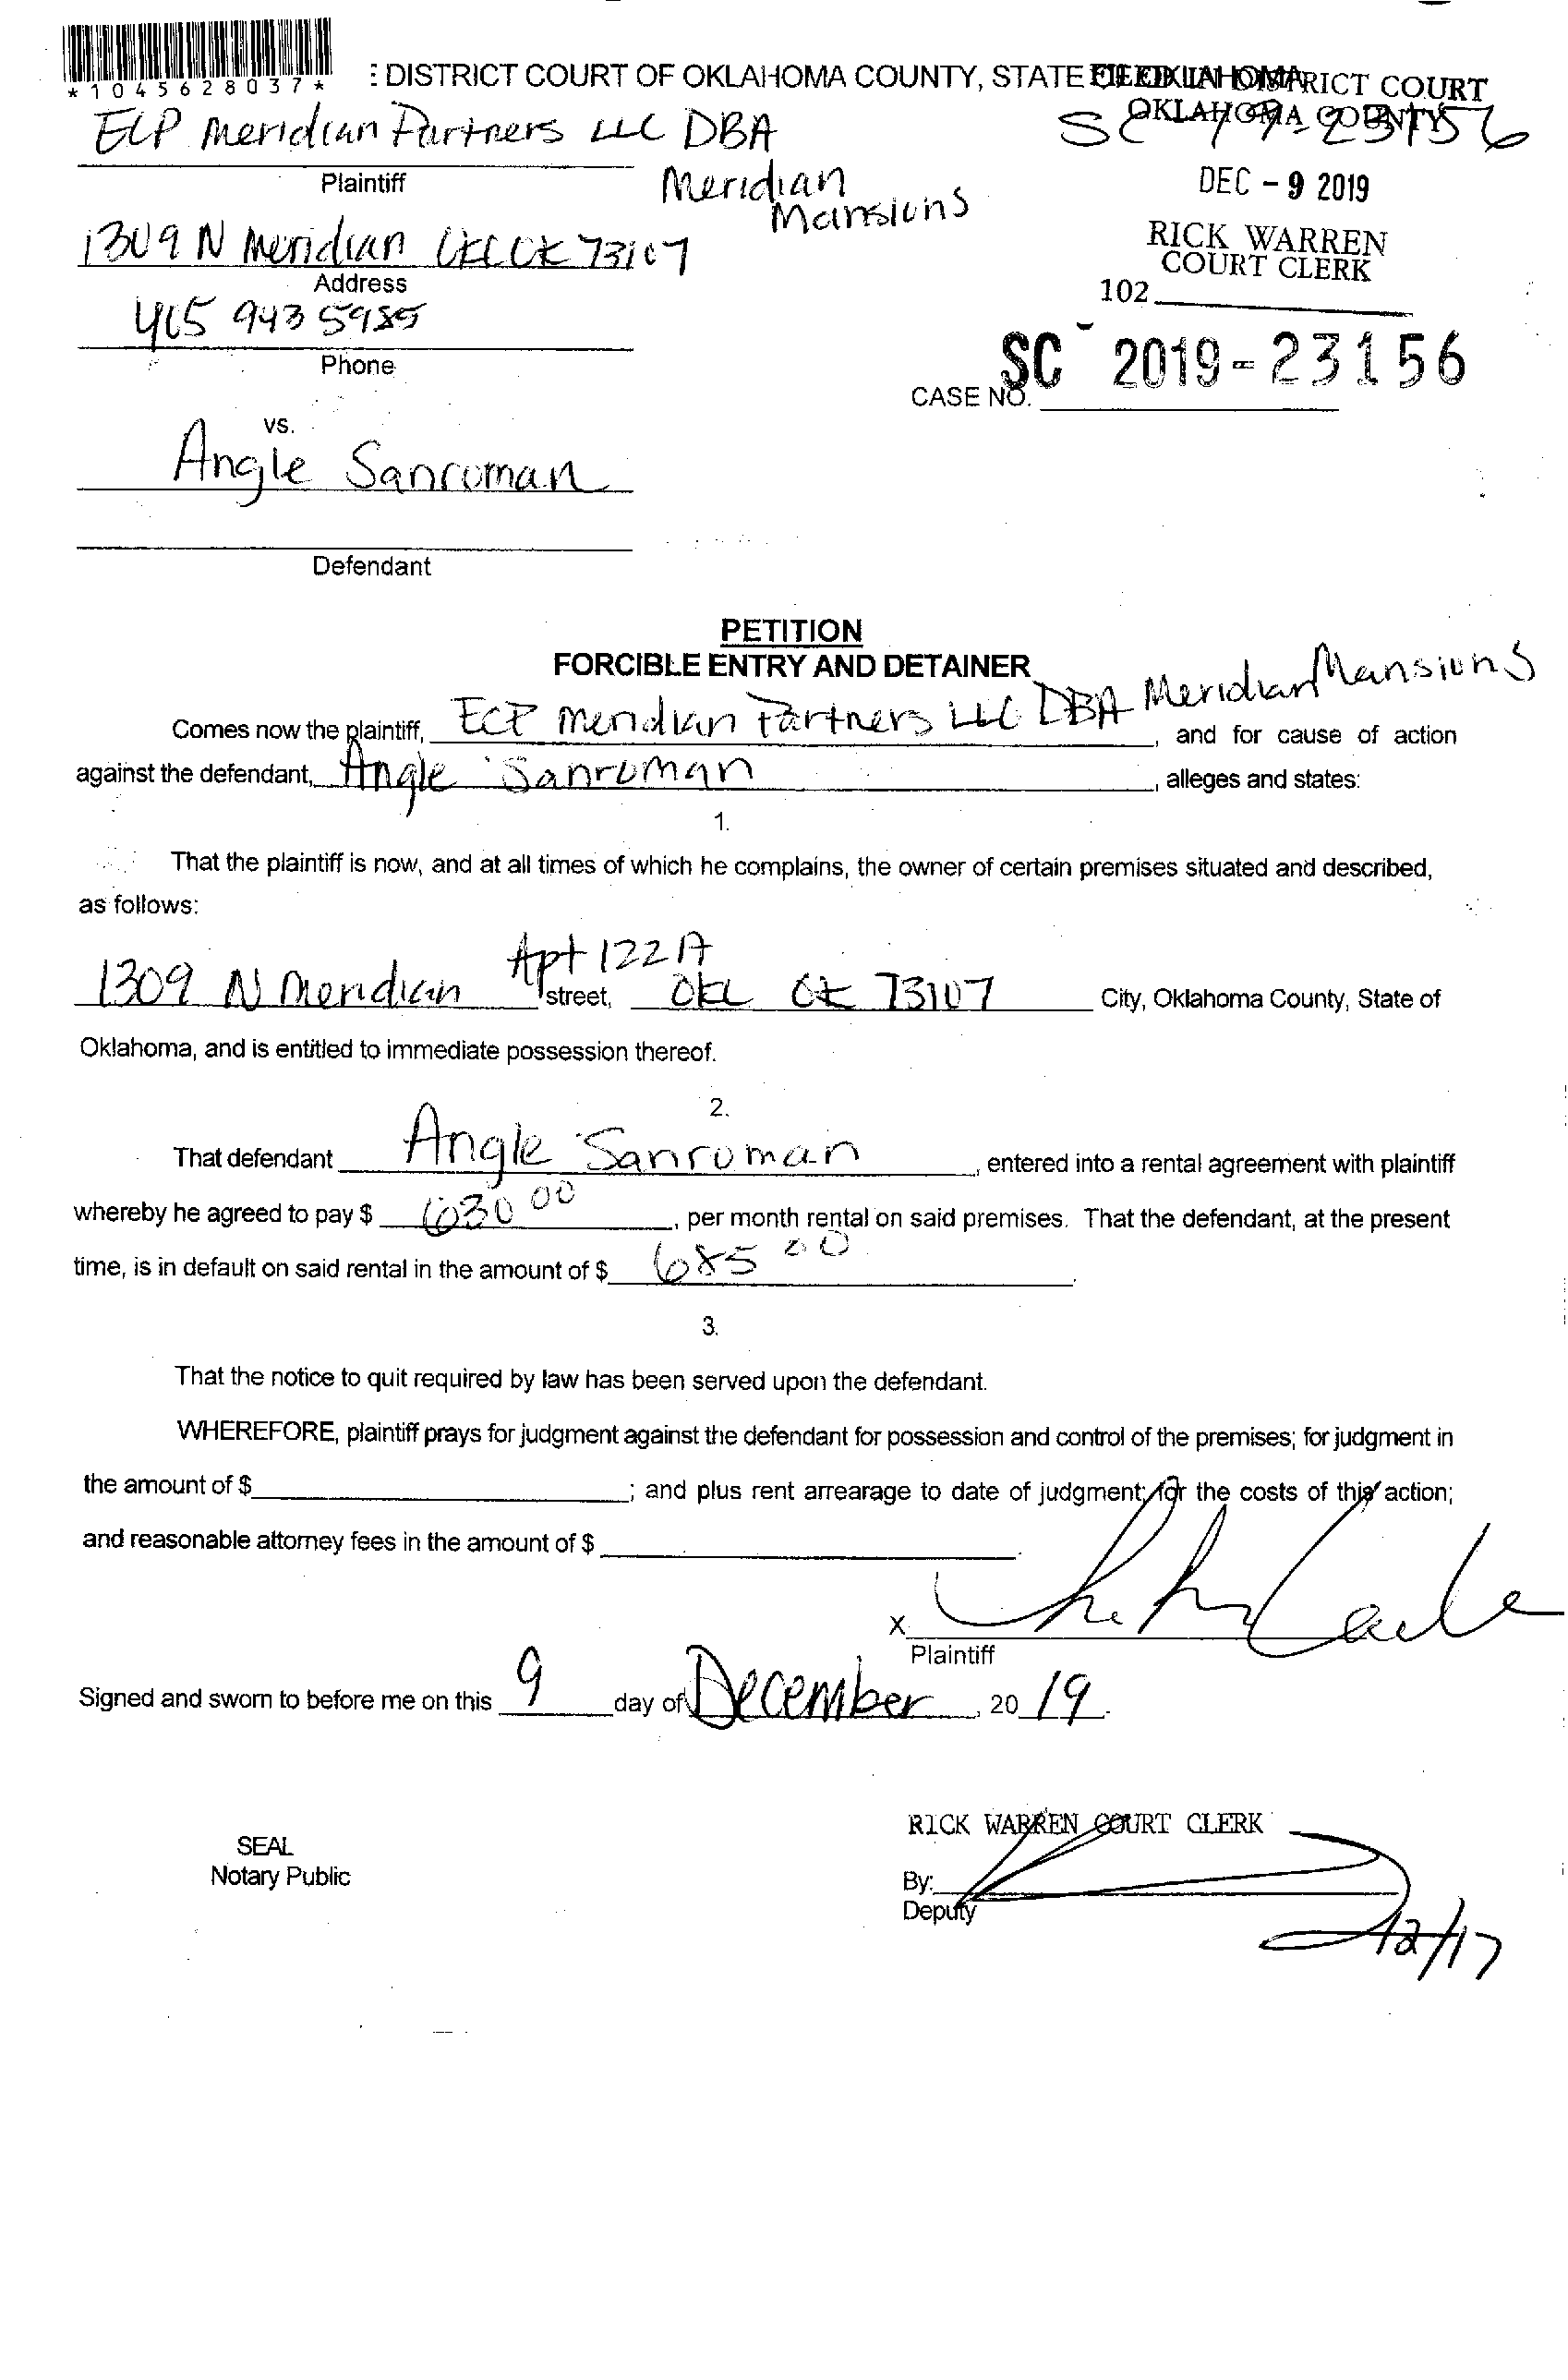 *1045628037*
: DISTRICT COURT OF OKLAHOMA COUNTY, STATE OF OKLAHOMA
FILED IN DISTRICT COURT
OKLAHOMA COUNTY
ECP Meridian Partners LLC DBA
SC 19-23156
Plaintiff
Meridian
Mansions
DEC - 9 2019
1309 N Meridian OKC OK 73107
RICK WARREN
COURT CLERK
Address
102
405 943 5985
Phone
SC 2019-23156
CASE NO.
vs.
Angle Sanroman
Defendant
PETITION
FORCIBLE ENTRY AND DETAINER
Comes now the plaintiff, ECP Meridian Partners LLC DBA Meridian Mansions, and for cause of action
against the defendant, Angle Sanroman, alleges and states:
1.
That the plaintiff is now, and at all times of which he complains, the owner of certain premises situated and described,
as follows:
Apt 122A
1309 N Meridian street, OKC OK 73107 City, Oklahoma County, State of
Oklahoma, and is entitled to immediate possession thereof.
2.
That defendant Angle Sanroman, entered into a rental agreement with plaintiff
whereby he agreed to pay $ 630 00, per month rental on said premises. That the defendant, at the present
time, is in default on said rental in the amount of $ 685 00.
3.
That the notice to quit required by law has been served upon the defendant.
WHEREFORE, plaintiff prays for judgment against the defendant for possession and control of the premises; for judgment in
the amount of $ ; and plus rent arrearage to date of judgment; for the costs of this action;
and reasonable attorney fees in the amount of $ .
X
Plaintiff
Signed and sworn to before me on this 9 day of December, 20 19.
RICK WARREN COURT CLERK
SEAL
Notary Public
By:
Deputy
12/17